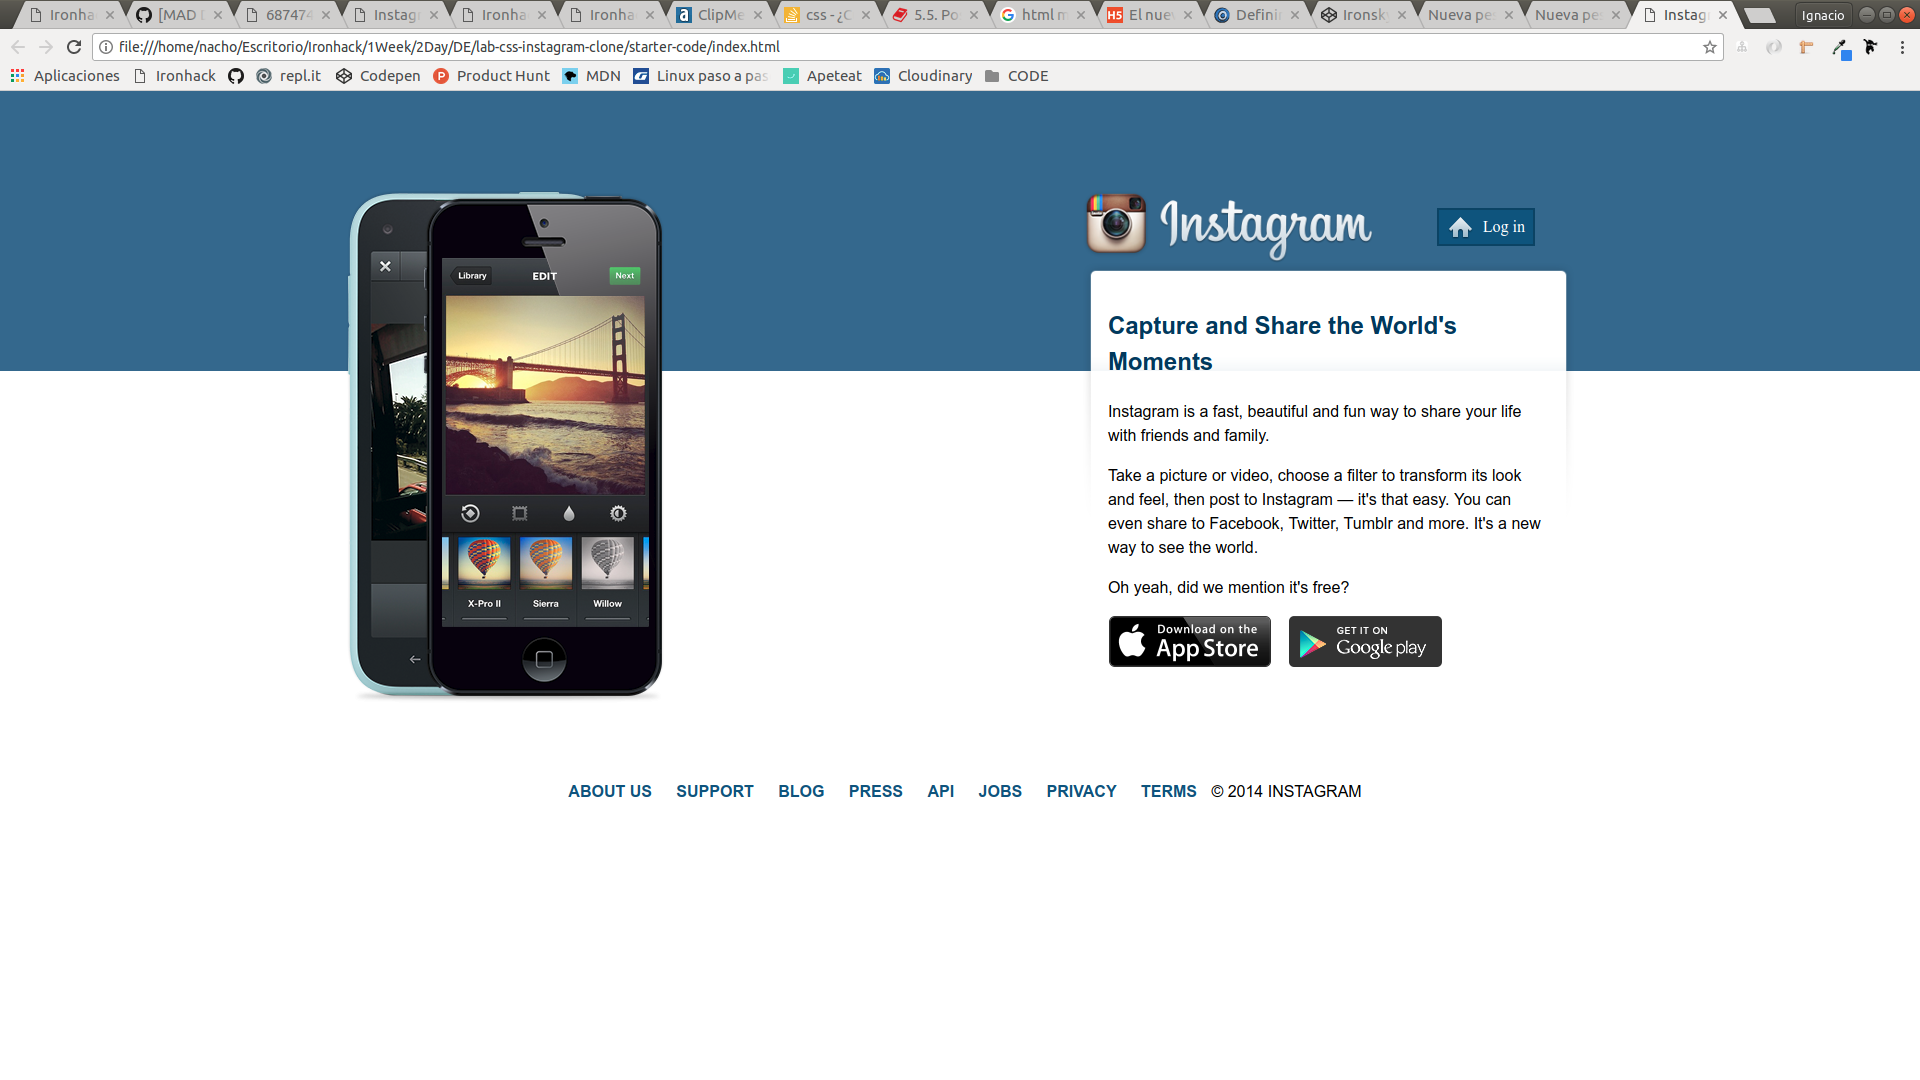 Ironha
[MAD
687474
Instag
Ironha
Ironha
ClipMe
css - ¿C
5.5. Po
html m
El nue
Defini
Ironsk
Nueva pe
Nueva pe
Instag
Ignacio
file:///home/nacho/Escritorio/Ironhack/1Week/2Day/DE/lab-css-instagram-clone/starter-code/index.html
Aplicaciones Ironhack repl.it Codepen Product Hunt MDN Linux paso a pas Apeteat Cloudinary CODE
Instagram
Log in
Library EDIT Next
X-Pro II Sierra Willow
Capture and Share the World's
Moments
Instagram is a fast, beautiful and fun way to share your life
with friends and family.
Take a picture or video, choose a filter to transform its look
and feel, then post to Instagram — it's that easy. You can
even share to Facebook, Twitter, Tumblr and more. It's a new
way to see the world.
Oh yeah, did we mention it's free?
Download on the
App Store
GET IT ON
Google play
ABOUT US SUPPORT BLOG PRESS API JOBS PRIVACY TERMS © 2014 INSTAGRAM